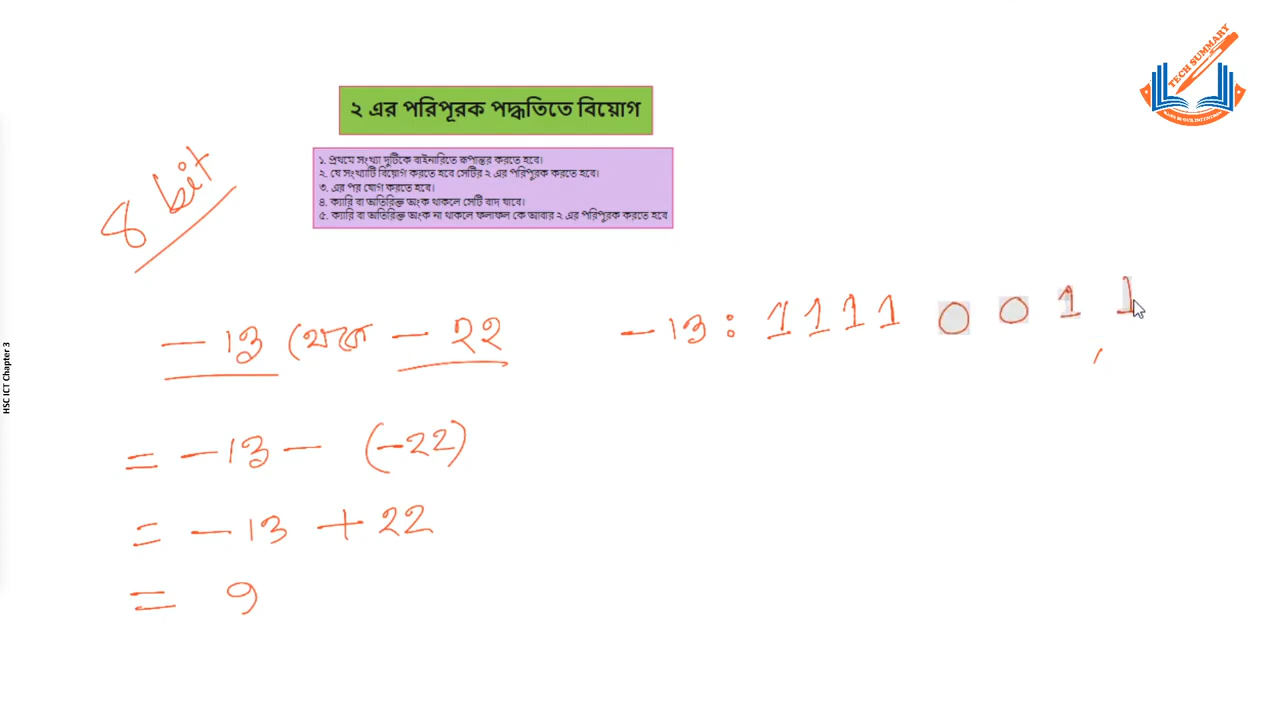 TECH SUMMARY
২ এর পরিপূরক পদ্ধতিতে বিয়োগ
১. প্রথমে সংখ্যা দুটিকে বাইনারিতে রূপান্তর করতে হবে।
২. যে সংখ্যাটি বিয়োগ করতে হবে সেটির ২ এর পরিপূরক করতে হবে।
৩. এর পর যোগ করতে হবে।
৪. ক্যারি বা অতিরিক্ত অংক থাকলে সেটি বাদ যাবে।
৫. ক্যারি বা অতিরিক্ত অংক না থাকলে ফলাফল কে আবার ২ এর পরিপূরক করতে হবে
8 bit
-13 থেকে -22
-13 : 1111 0011
= -13 - (-22)
= -13 + 22
= 9
HSC ICT Chapter 3